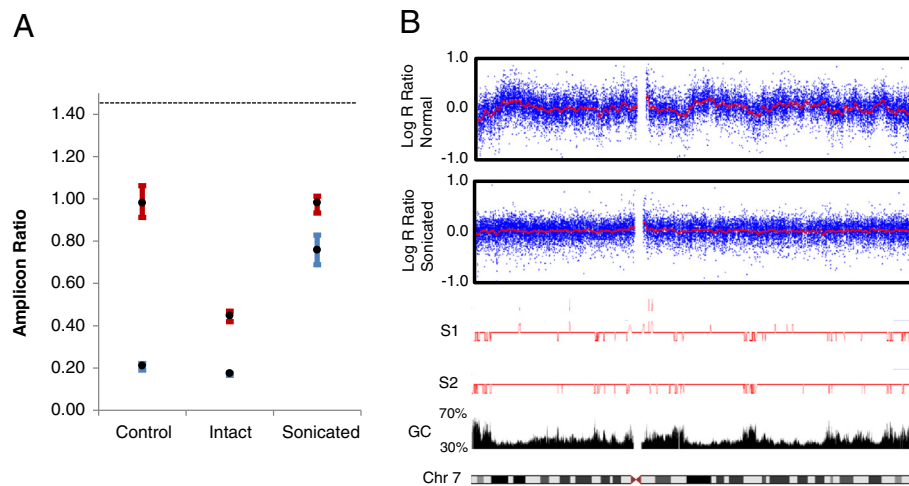 A
Amplicon Ratio
1.40
1.20
1.00
0.80
0.60
0.40
0.20
0.00
Control
Intact
Sonicated
B
Log R Ratio
Normal
1.0
0.0
-1.0
Log R Ratio
Sonicated
1.0
0.0
-1.0
S1
S2
70%
GC
30%
Chr 7